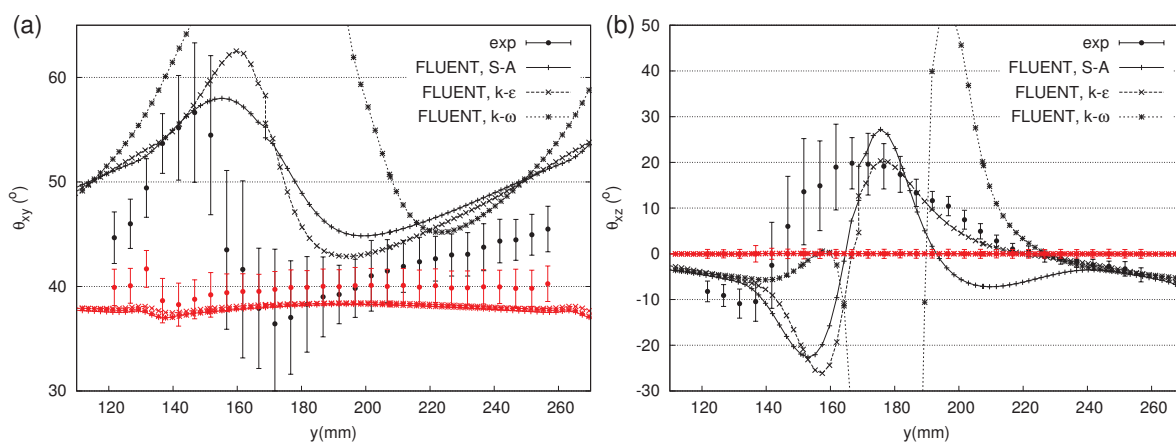 (a)
exp
FLUENT, S-A
FLUENT, k-ε
FLUENT, k-ω
θxy (o)
60
50
40
30
120 140 160 180 200 220 240 260
y(mm)
(b)
exp
FLUENT, S-A
FLUENT, k-ε
FLUENT, k-ω
θxz (o)
50
40
30
20
10
0
-10
-20
-30
120 140 160 180 200 220 240 260
y(mm)